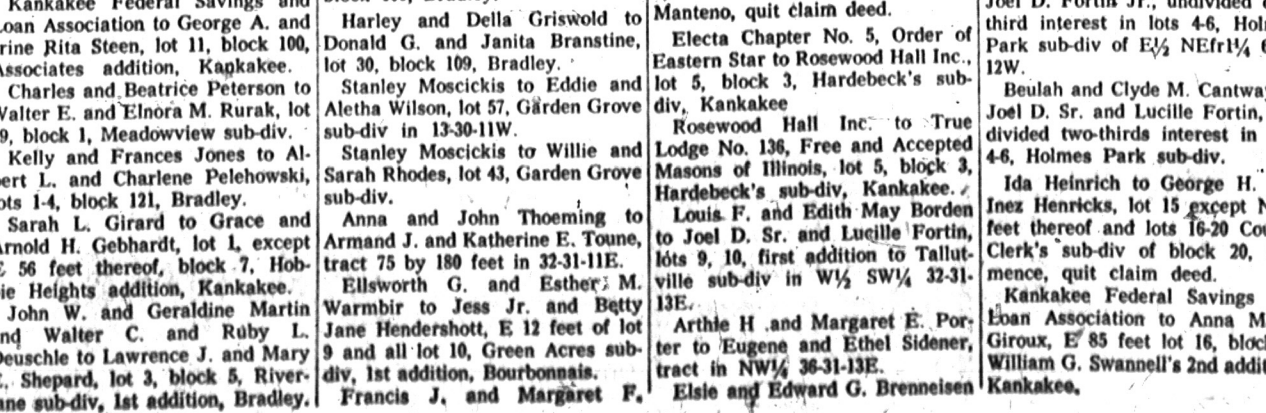 Kankakee Federal Savings and
Loan Association to George A. and
rine Rita Steen, lot 11, block 100,
Associates addition, Kankakee.
Charles and Beatrice Peterson to
Walter E. and Elnora M. Rurak, lot
9, block 1, Meadowview sub-div.
Kelly and Frances Jones to Al-
bert L. and Charlene Pelehowski,
ots 1-4, block 121, Bradley.
Sarah L. Girard to Grace and
Arnold H. Gebhardt, lot 1, except
E 56 feet thereof, block 7, Hob-
bie Heights addition, Kankakee.
John W. and Geraldine Martin
and Walter C. and Ruby L.
Deuschle to Lawrence J. and Mary
E. Shepard, lot 3, block 5, River-
ane sub-div, 1st addition, Bradley.
Harley and Della Griswold to
Donald G. and Janita Branstine,
lot 30, block 109, Bradley.
Stanley Moscickis to Eddie and
Aletha Wilson, lot 57, Garden Grove
sub-div in 13-30-11W.
Stanley Moscickis to Willie and
Sarah Rhodes, lot 43, Garden Grove
sub-div.
Anna and John Thoeming to
Armand J. and Katherine E. Toune,
tract 75 by 180 feet in 32-31-11E.
Ellsworth G. and Esther M.
Warmbir to Jess Jr. and Betty
Jane Hendershott, E 12 feet of lot
9 and all lot 10, Green Acres sub-
div, 1st addition, Bourbonnais.
Francis J. and Margaret F.
Manteno, quit claim deed.
Electa Chapter No. 5, Order of
Eastern Star to Rosewood Hall Inc.,
lot 5, block 3, Hardebeck's sub-
div, Kankakee
Rosewood Hall Inc. to True
Lodge No. 136, Free and Accepted
Masons of Illinois, lot 5, block 3,
Hardebeck's sub-div, Kankakee.
Louis F. and Edith May Borden
to Joel D. Sr. and Lucille Fortin,
lots 9, 10, first addition to Tallut-
ville sub-div in W½ SW¼ 32-31-
13E.
Arthie H .and Margaret E. Por-
ter to Eugene and Ethel Sidener,
tract in NW¼ 36-31-13E.
Elsie and Edward G. Brenneisen
Joel D. Fortin Jr., undivided
third interest in lots 4-6, Hol
Park sub-div of E½ NEfr1¼ 6
12W.
Beulah and Clyde M. Cantwa
Joel D. Sr. and Lucille Fortin,
divided two-thirds interest in
4-6, Holmes Park sub-div.
Ida Heinrich to George H.
Inez Henricks, lot 15 except N
feet thereof and lots 16-20 Cou
Clerk's sub-div of block 20,
mence, quit claim deed.
Kankakee Federal Savings
Loan Association to Anna M
Giroux, E 85 feet lot 16, bloc
William G. Swannell's 2nd addit
Kankakee.